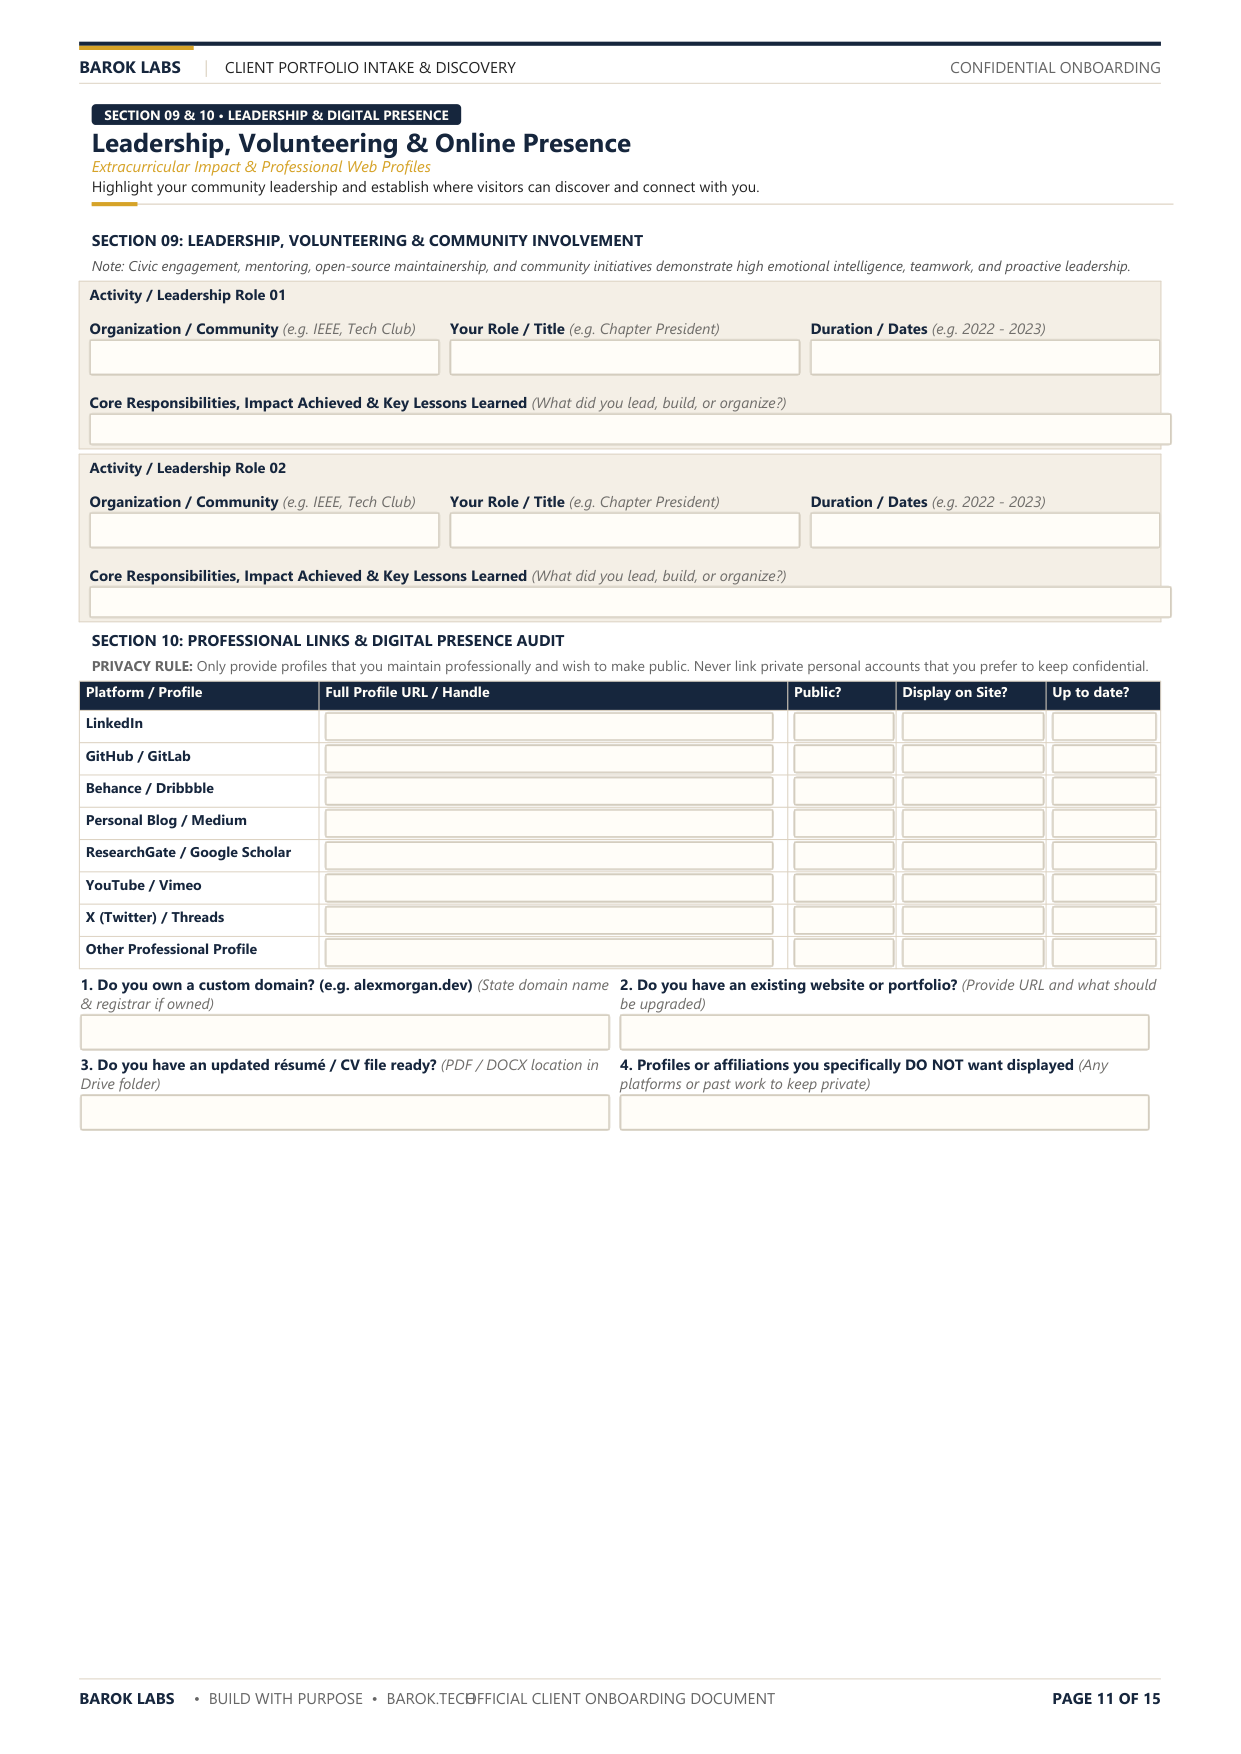 BAROK LABS | CLIENT PORTFOLIO INTAKE & DISCOVERY CONFIDENTIAL ONBOARDING
SECTION 09 & 10 • LEADERSHIP & DIGITAL PRESENCE
Leadership, Volunteering & Online Presence
Extracurricular Impact & Professional Web Profiles
Highlight your community leadership and establish where visitors can discover and connect with you.
SECTION 09: LEADERSHIP, VOLUNTEERING & COMMUNITY INVOLVEMENT
Note: Civic engagement, mentoring, open-source maintainership, and community initiatives demonstrate high emotional intelligence, teamwork, and proactive leadership.
Activity / Leadership Role 01
Organization / Community (e.g. IEEE, Tech Club) Your Role / Title (e.g. Chapter President) Duration / Dates (e.g. 2022 - 2023)
Core Responsibilities, Impact Achieved & Key Lessons Learned (What did you lead, build, or organize?)
Activity / Leadership Role 02
Organization / Community (e.g. IEEE, Tech Club) Your Role / Title (e.g. Chapter President) Duration / Dates (e.g. 2022 - 2023)
Core Responsibilities, Impact Achieved & Key Lessons Learned (What did you lead, build, or organize?)
SECTION 10: PROFESSIONAL LINKS & DIGITAL PRESENCE AUDIT
PRIVACY RULE: Only provide profiles that you maintain professionally and wish to make public. Never link private personal accounts that you prefer to keep confidential.
Platform / Profile Full Profile URL / Handle Public? Display on Site? Up to date?
LinkedIn
GitHub / GitLab
Behance / Dribbble
Personal Blog / Medium
ResearchGate / Google Scholar
YouTube / Vimeo
X (Twitter) / Threads
Other Professional Profile
1. Do you own a custom domain? (e.g. alexmorgan.dev) (State domain name
& registrar if owned)
2. Do you have an existing website or portfolio? (Provide URL and what should
be upgraded)
3. Do you have an updated résumé / CV file ready? (PDF / DOCX location in
Drive folder)
4. Profiles or affiliations you specifically DO NOT want displayed (Any
platforms or past work to keep private)
BAROK LABS • BUILD WITH PURPOSE • BAROK.TECH OFFICIAL CLIENT ONBOARDING DOCUMENT PAGE 11 OF 15